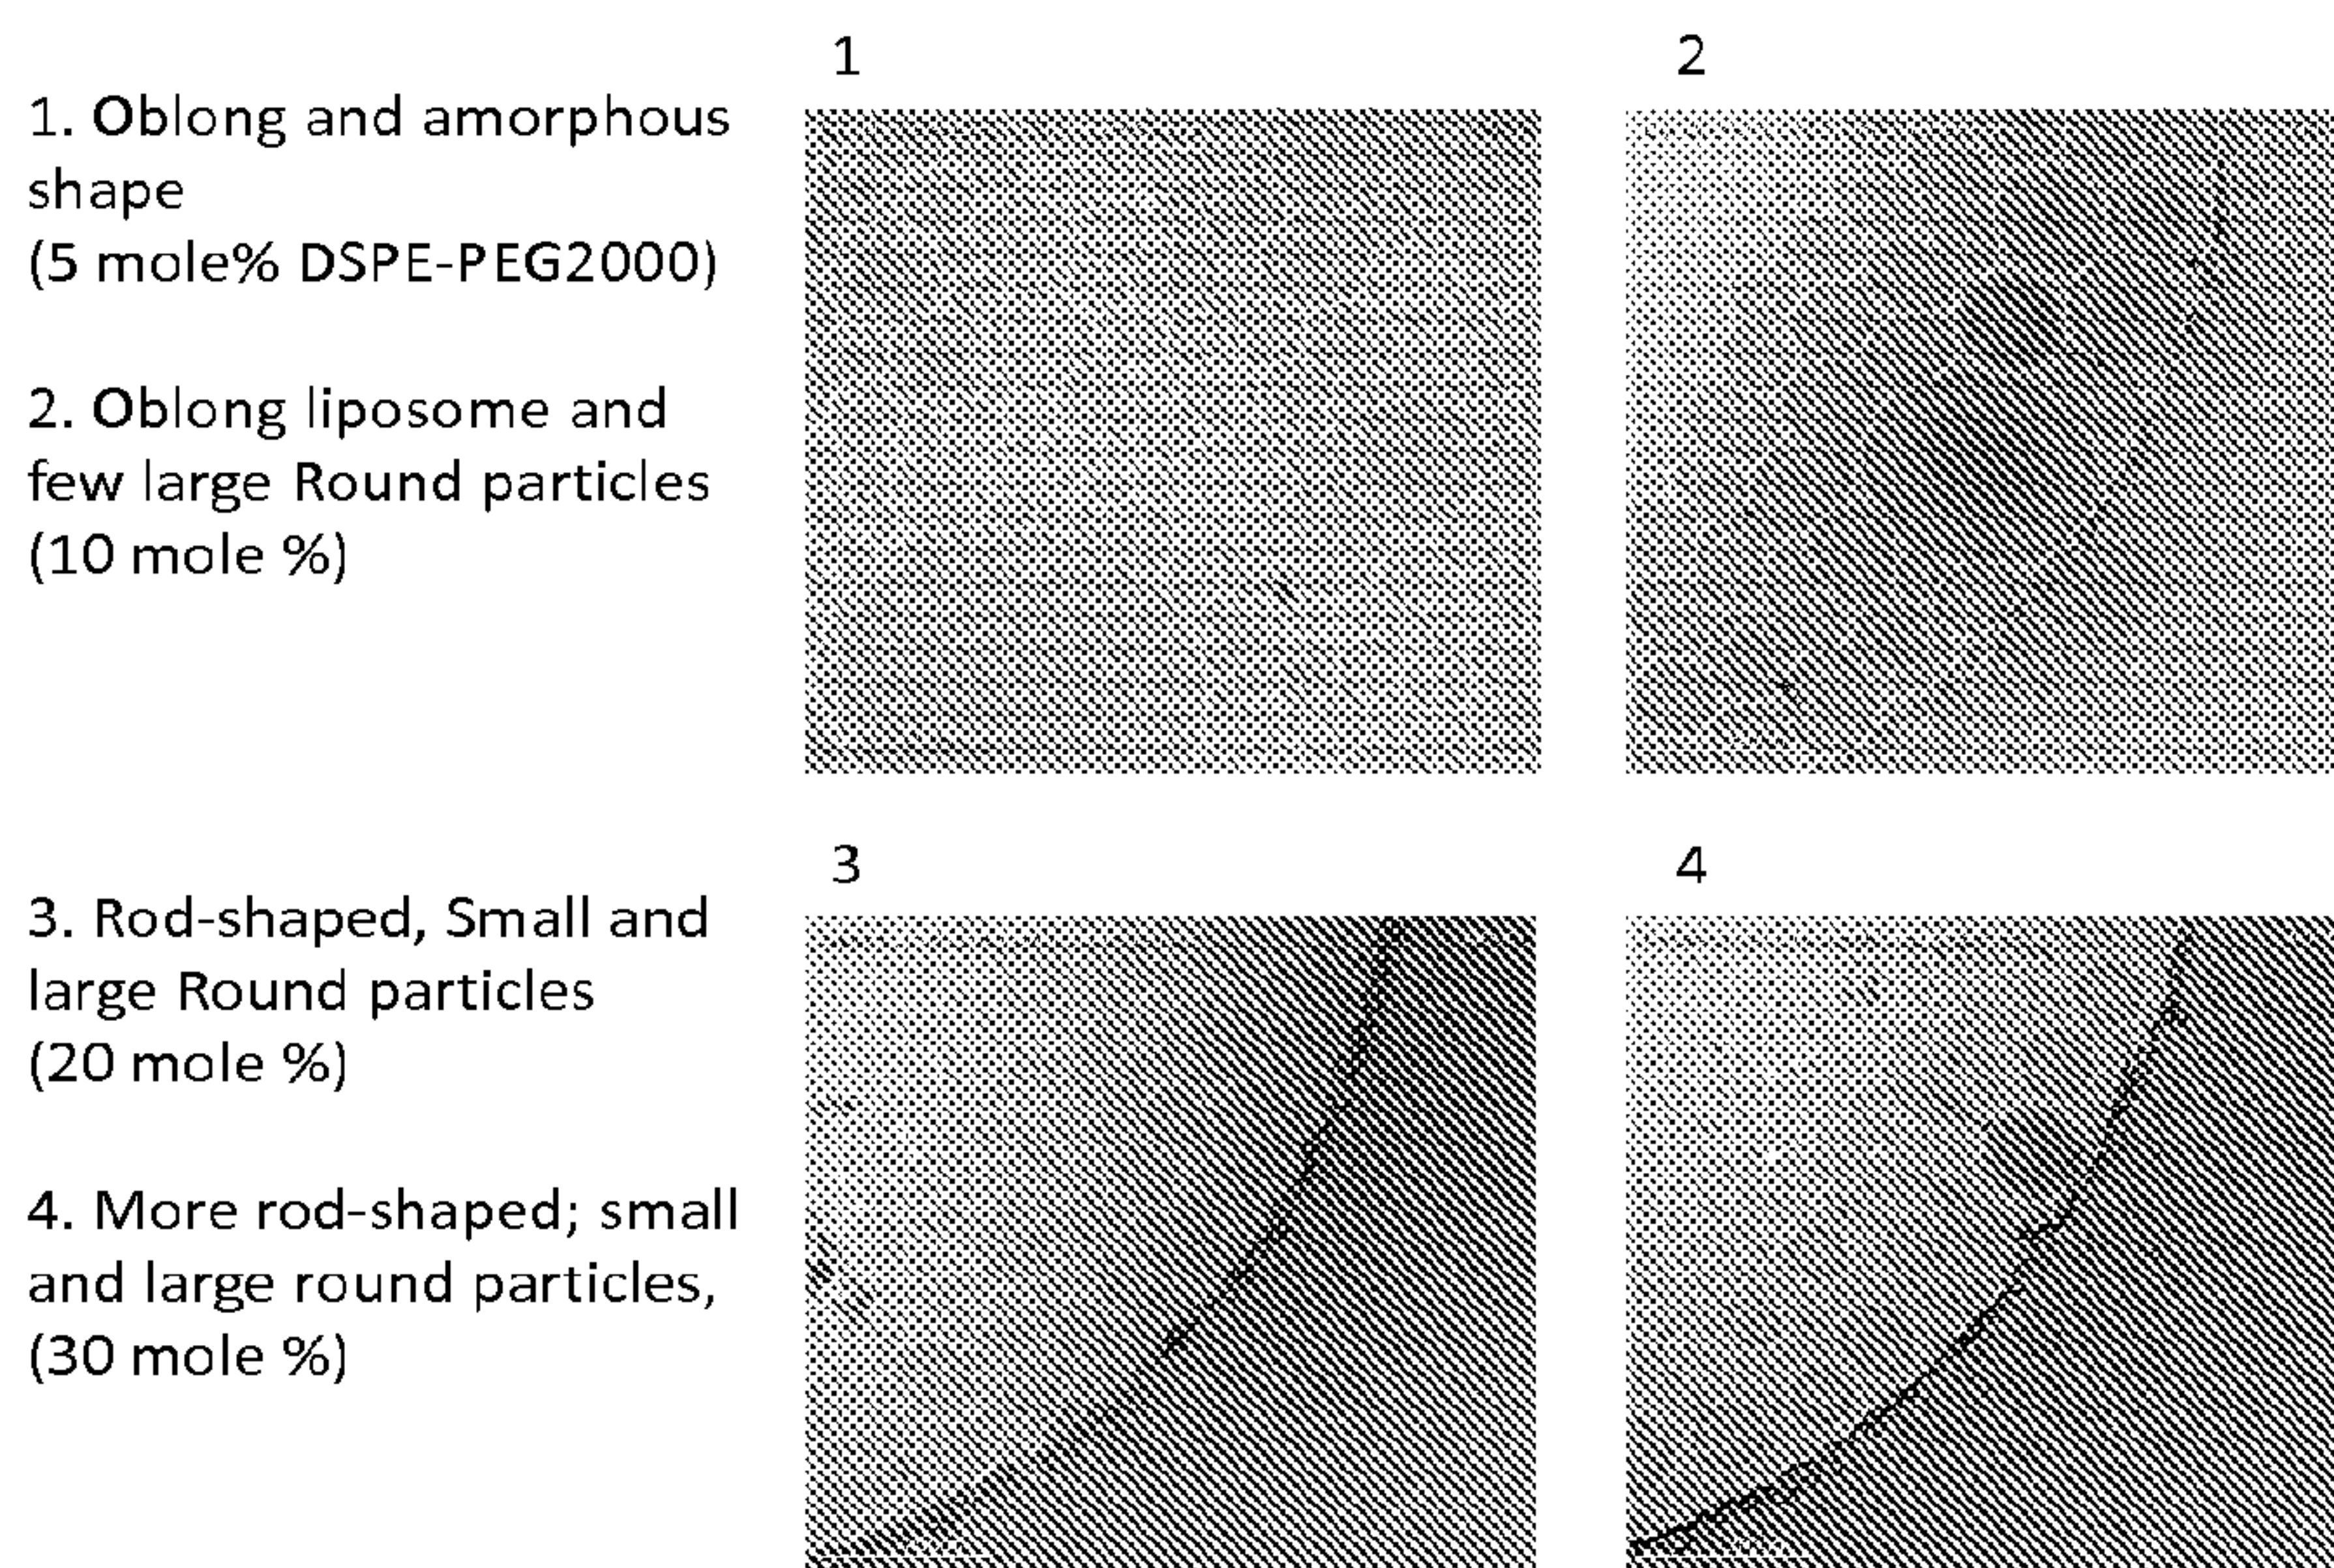 1. Oblong and amorphous
shape
(5 mole% DSPE-PEG2000)
2. Oblong liposome and
few large Round particles
(10 mole %)
1
2
3. Rod-shaped, Small and
large Round particles
(20 mole %)
4. More rod-shaped; small
and large round particles,
(30 mole %)
3
4